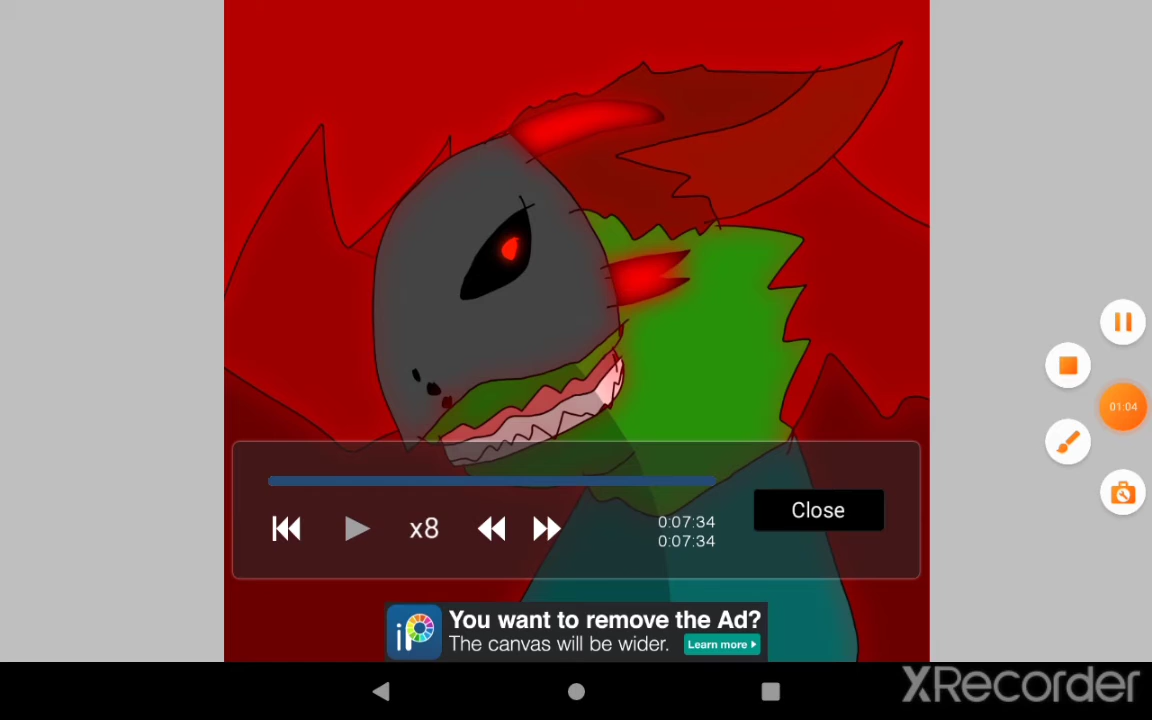 01:04
x8
0:07:34
0:07:34
Close
iP
You want to remove the Ad?
The canvas will be wider.
Learn more
XRecorder